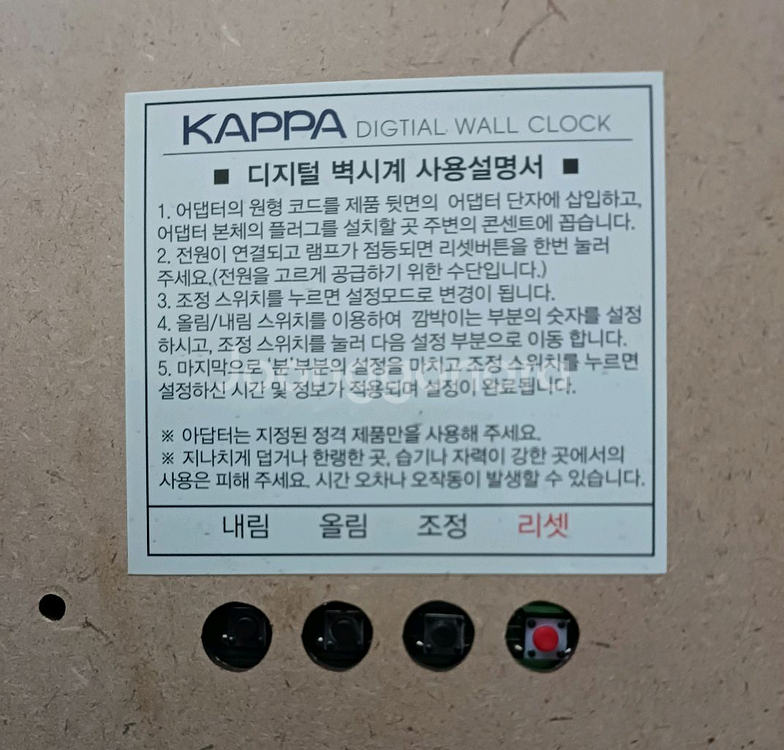 KAPPA DIGTIAL WALL CLOCK
■ 디지털 벽시계 사용설명서 ■
1. 어댑터의 원형 코드를 제품 뒷면의 어댑터 단자에 삽입하고,
어댑터 본체의 플러그를 설치할 곳 주변의 콘센트에 꼽습니다.
2. 전원이 연결되고 램프가 점등되면 리셋버튼을 한번 눌러
주세요.(전원을 고르게 공급하기 위한 수단입니다.)
3. 조정 스위치를 누르면 설정모드로 변경이 됩니다.
4. 올림/내림 스위치를 이용하여 깜박이는 부분의 숫자를 설정
하시고, 조정 스위치를 눌러 다음 설정 부분으로 이동 합니다.
5. 마지막으로 '분'부분의 설정을 마치고 조정 스위치를 누르면
설정하신 시간 및 정보가 적용되며 설정이 완료됩니다.
※ 아답터는 지정된 정격 제품만을 사용해 주세요.
※ 지나치게 덥거나 한랭한 곳, 습기나 자력이 강한 곳에서의
사용은 피해 주세요. 시간 오차나 오작동이 발생할 수 있습니다.
내림 올림 조정 리셋